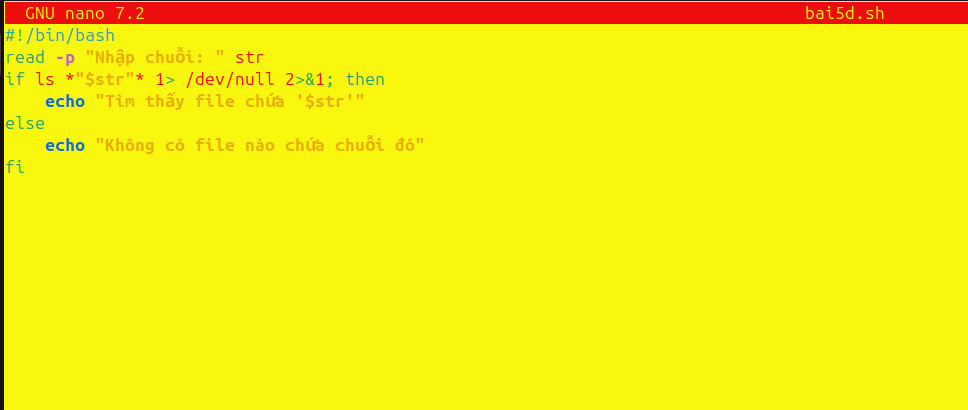 GNU nano 7.2 bai5d.sh
#!/bin/bash
read -p "Nhập chuỗi: " str
if ls *"$str"* 1> /dev/null 2>&1; then
    echo "Tìm thấy file chứa '$str'"
else
    echo "Không có file nào chứa chuỗi đó"
fi